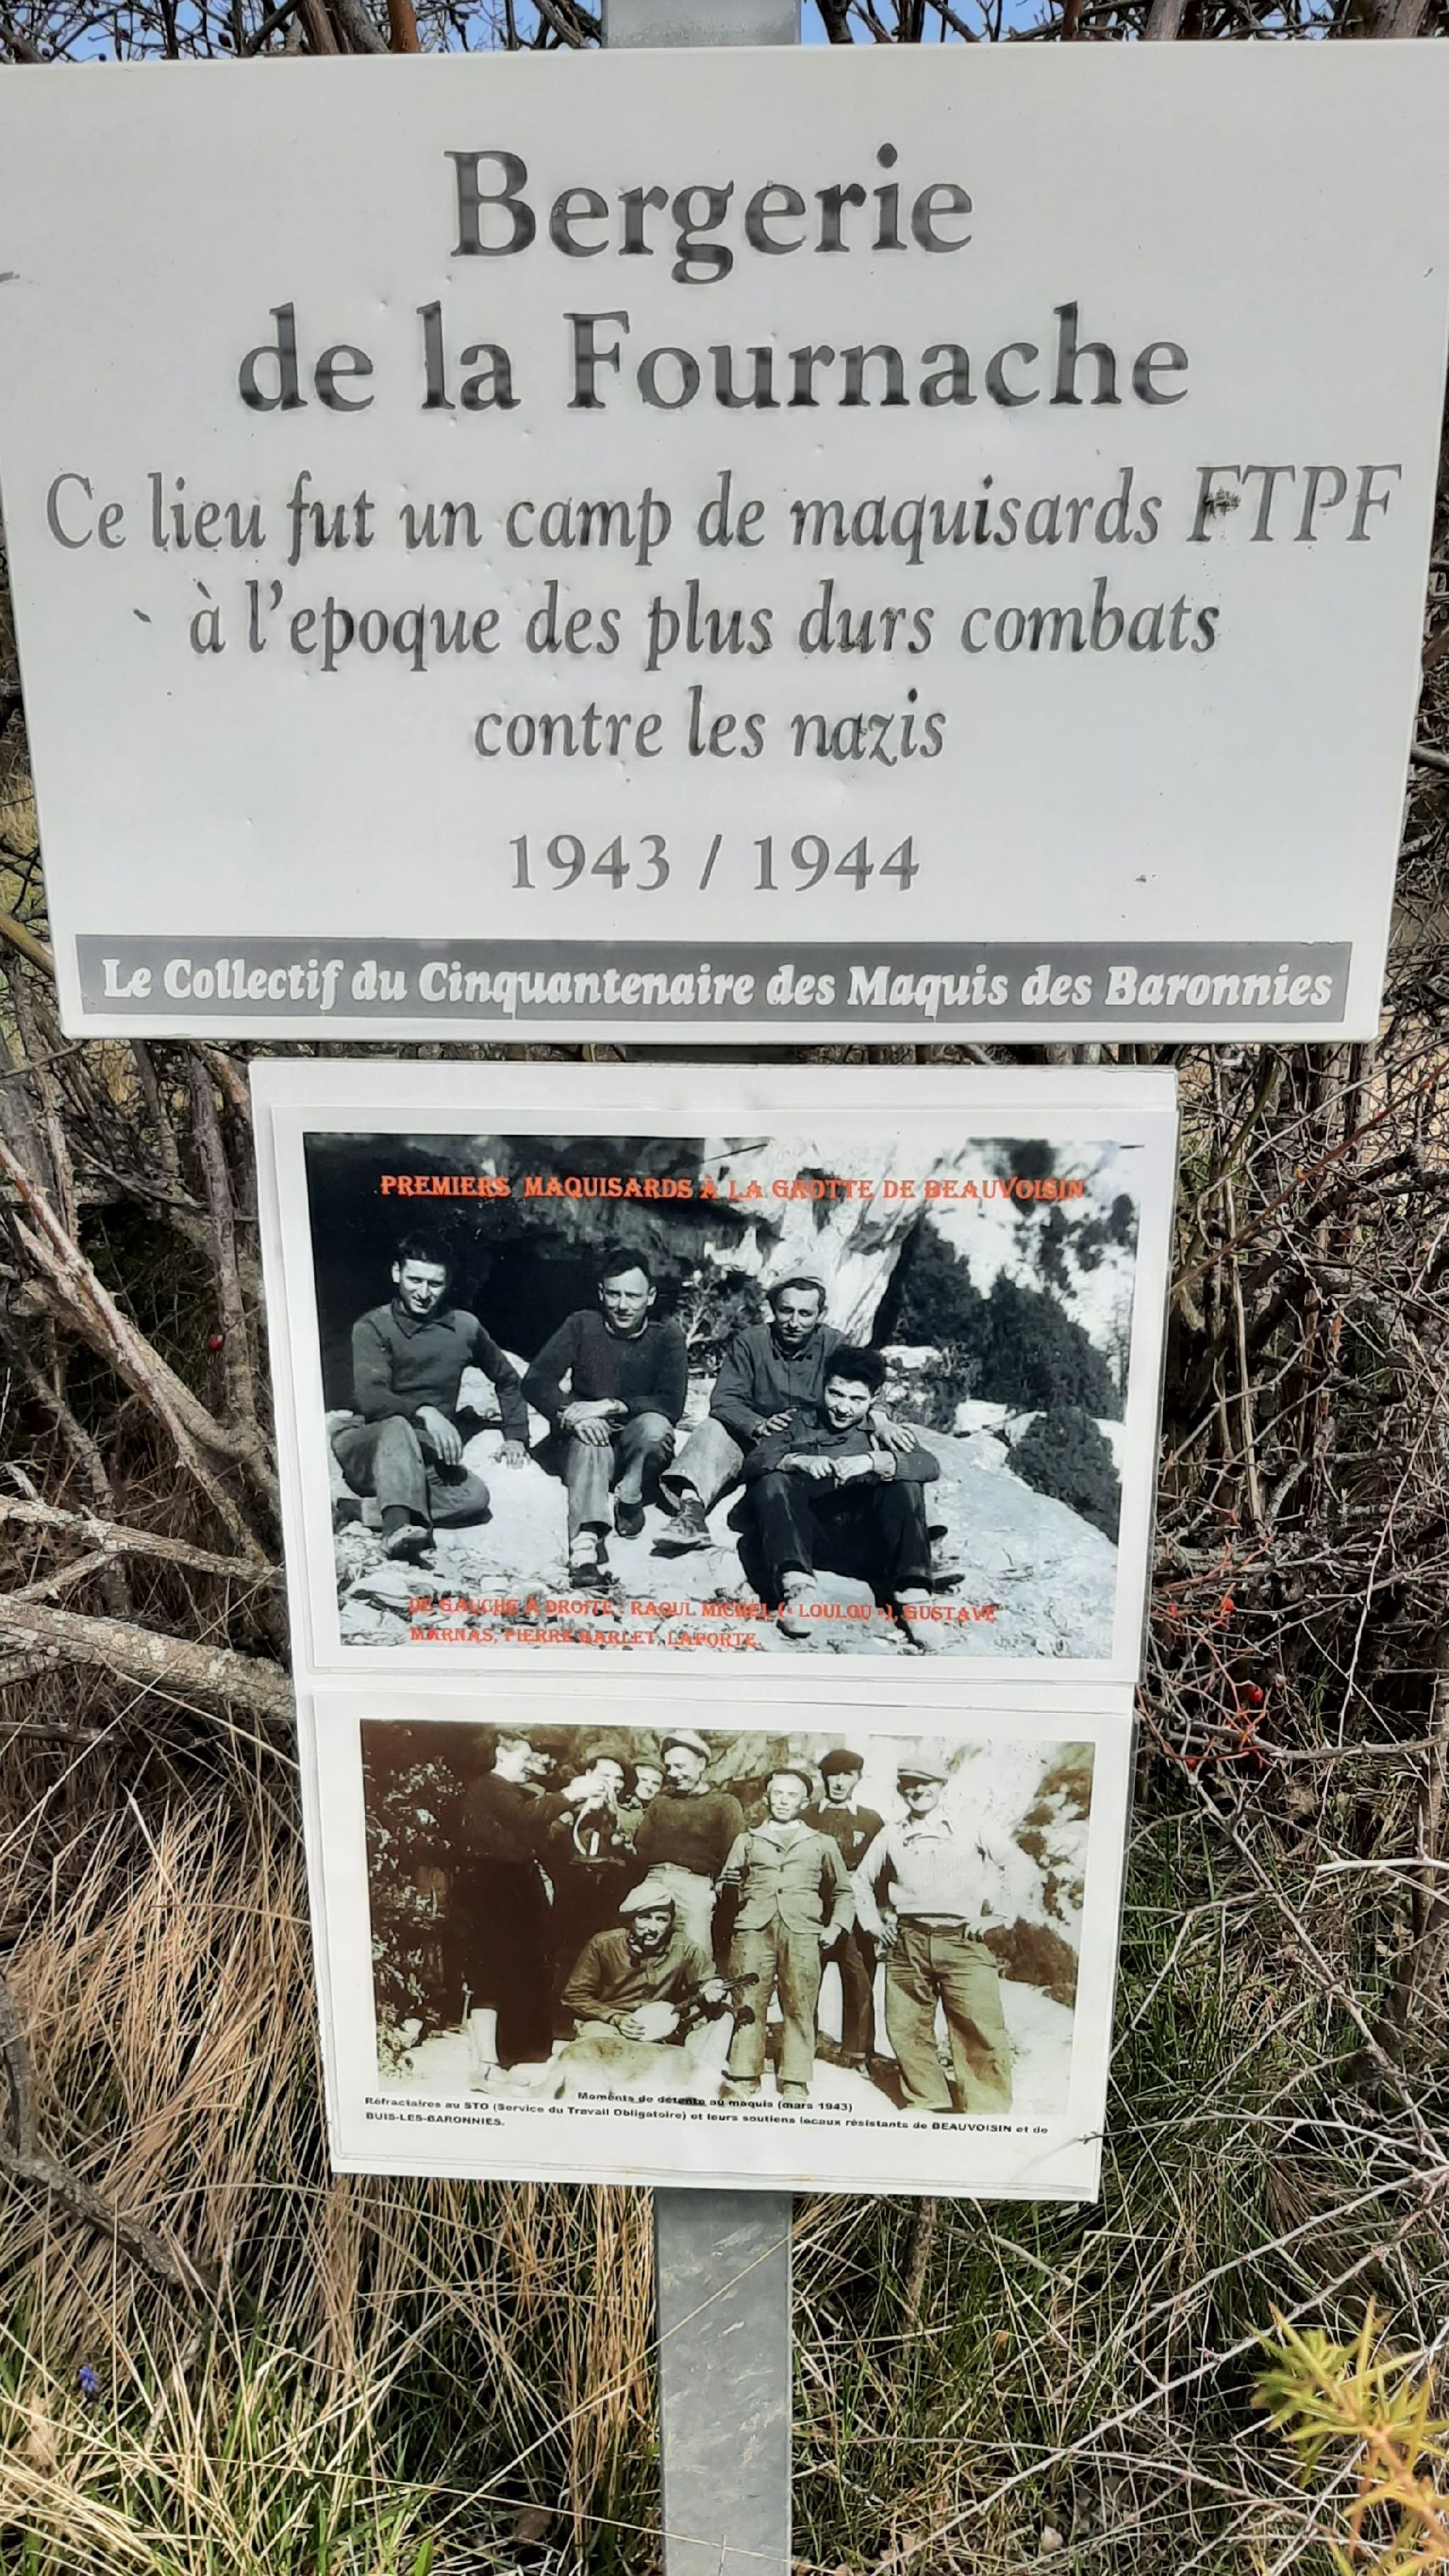 Bergerie
de la Fournache
Ce lieu fut un camp de maquisards FTPF
à l'epoque des plus durs combats
contre les nazis
1943 / 1944
Le Collectif du Cinquantenaire des Maquis des Baronnies
PREMIERS MAQUISARDS À LA GROTTE DE BEAUVOISIN
DE GAUCHE À DROITE : RAOUL MICHEL (« LOULOU »), GUSTAVE
MARNAS, PIERRE BARLET, LAPORTE
Moments de détente au maquis (mars 1943)
Réfractaires au STO (Service du Travail Obligatoire) et leurs soutiens locaux résistants de BEAUVOISIN et de
BUIS-LES-BARONNIES.